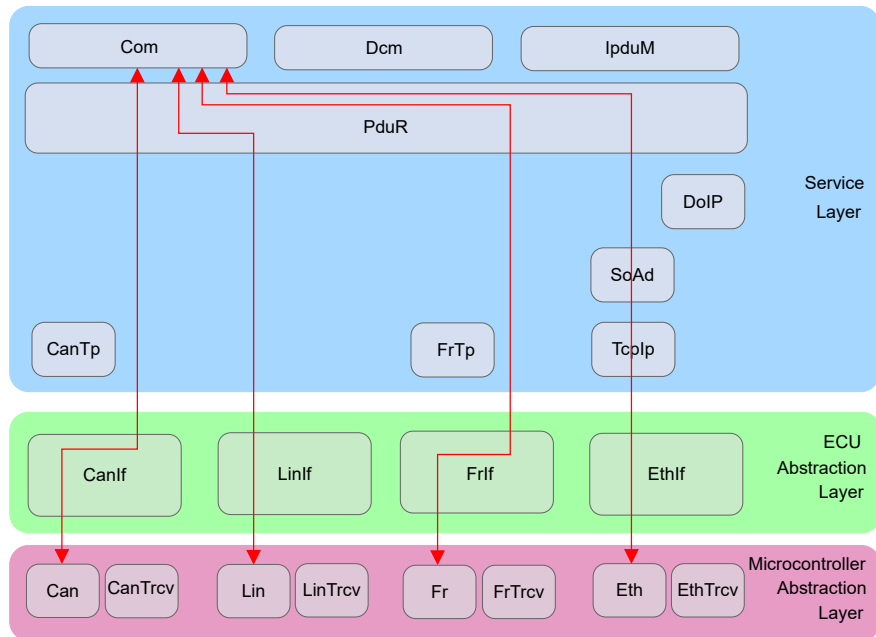 Com
Dcm
IpduM
PduR
DoIP
Service
Layer
SoAd
CanTp
FrTp
TcpIp
ECU
Abstraction
Layer
CanIf
LinIf
FrIf
EthIf
Microcontroller
Abstraction
Layer
Can
CanTrcv
Lin
LinTrcv
Fr
FrTrcv
Eth
EthTrcv